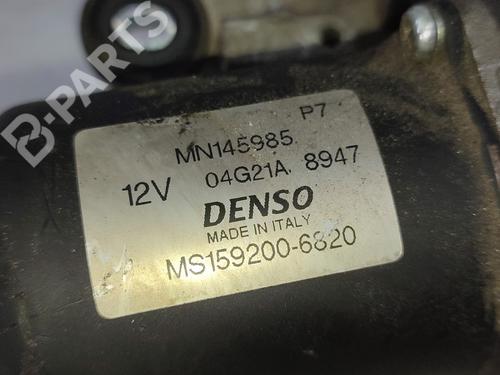 B-PARTS
P7
MN145985
12V 04G21A 8947
DENSO
MADE IN ITALY
MS159200-6820